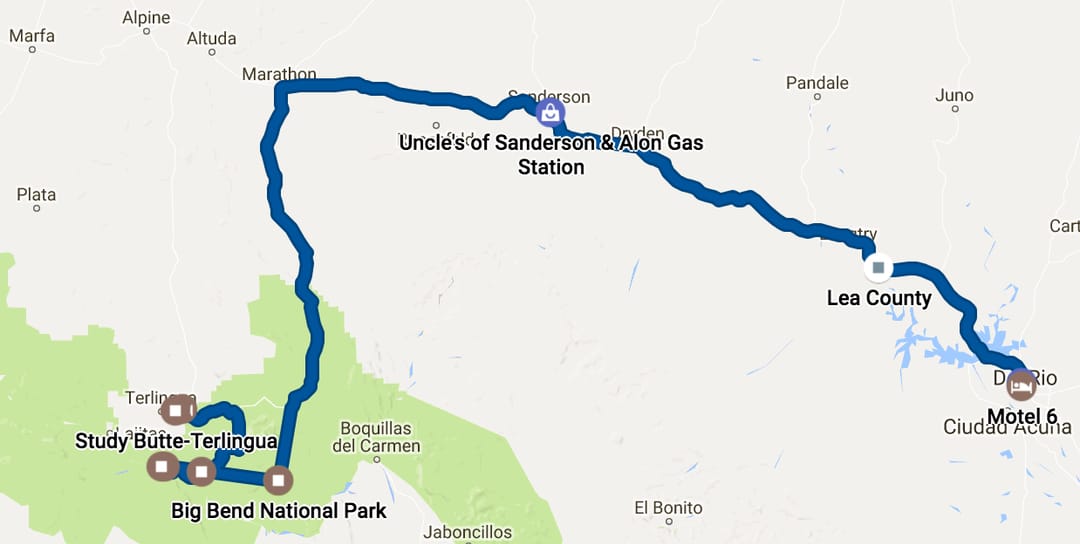 Alpine
Marfa
Altuda
Marathon
Pandale
Juno
Sanderson
Dryden
Uncle's of Sanderson & Alon Gas
Station
Plata
Cart
Lea County
Del Rio
Motel 6
Ciudad Acuña
Terlingua
Lajitas
Study Butte-Terlingua
Boquillas
del Carmen
Big Bend National Park
El Bonito
Jaboncillos